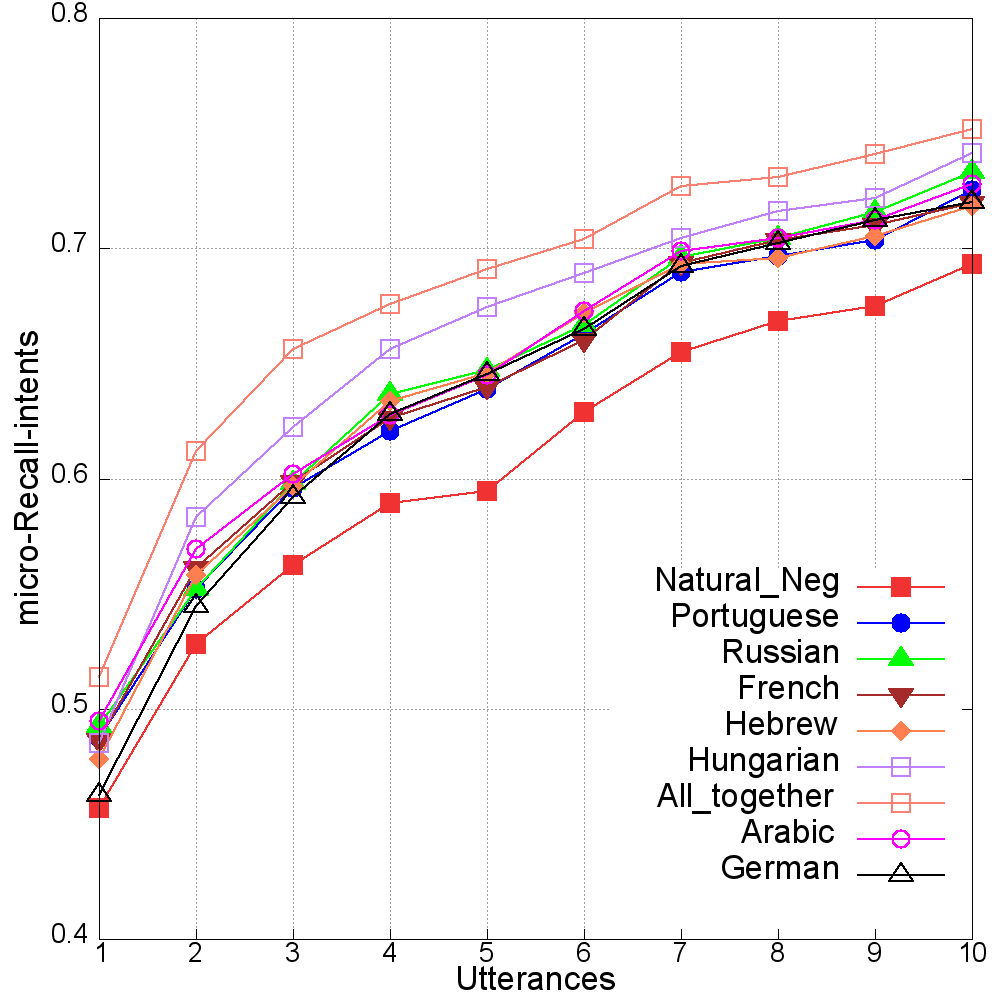 0.8
0.7
0.6
0.5
0.4
micro-Recall-intents
Natural_Neg
Portuguese
Russian
French
Hebrew
Hungarian
All_together
Arabic
German
1 2 3 4 5 6 7 8 9 10
Utterances